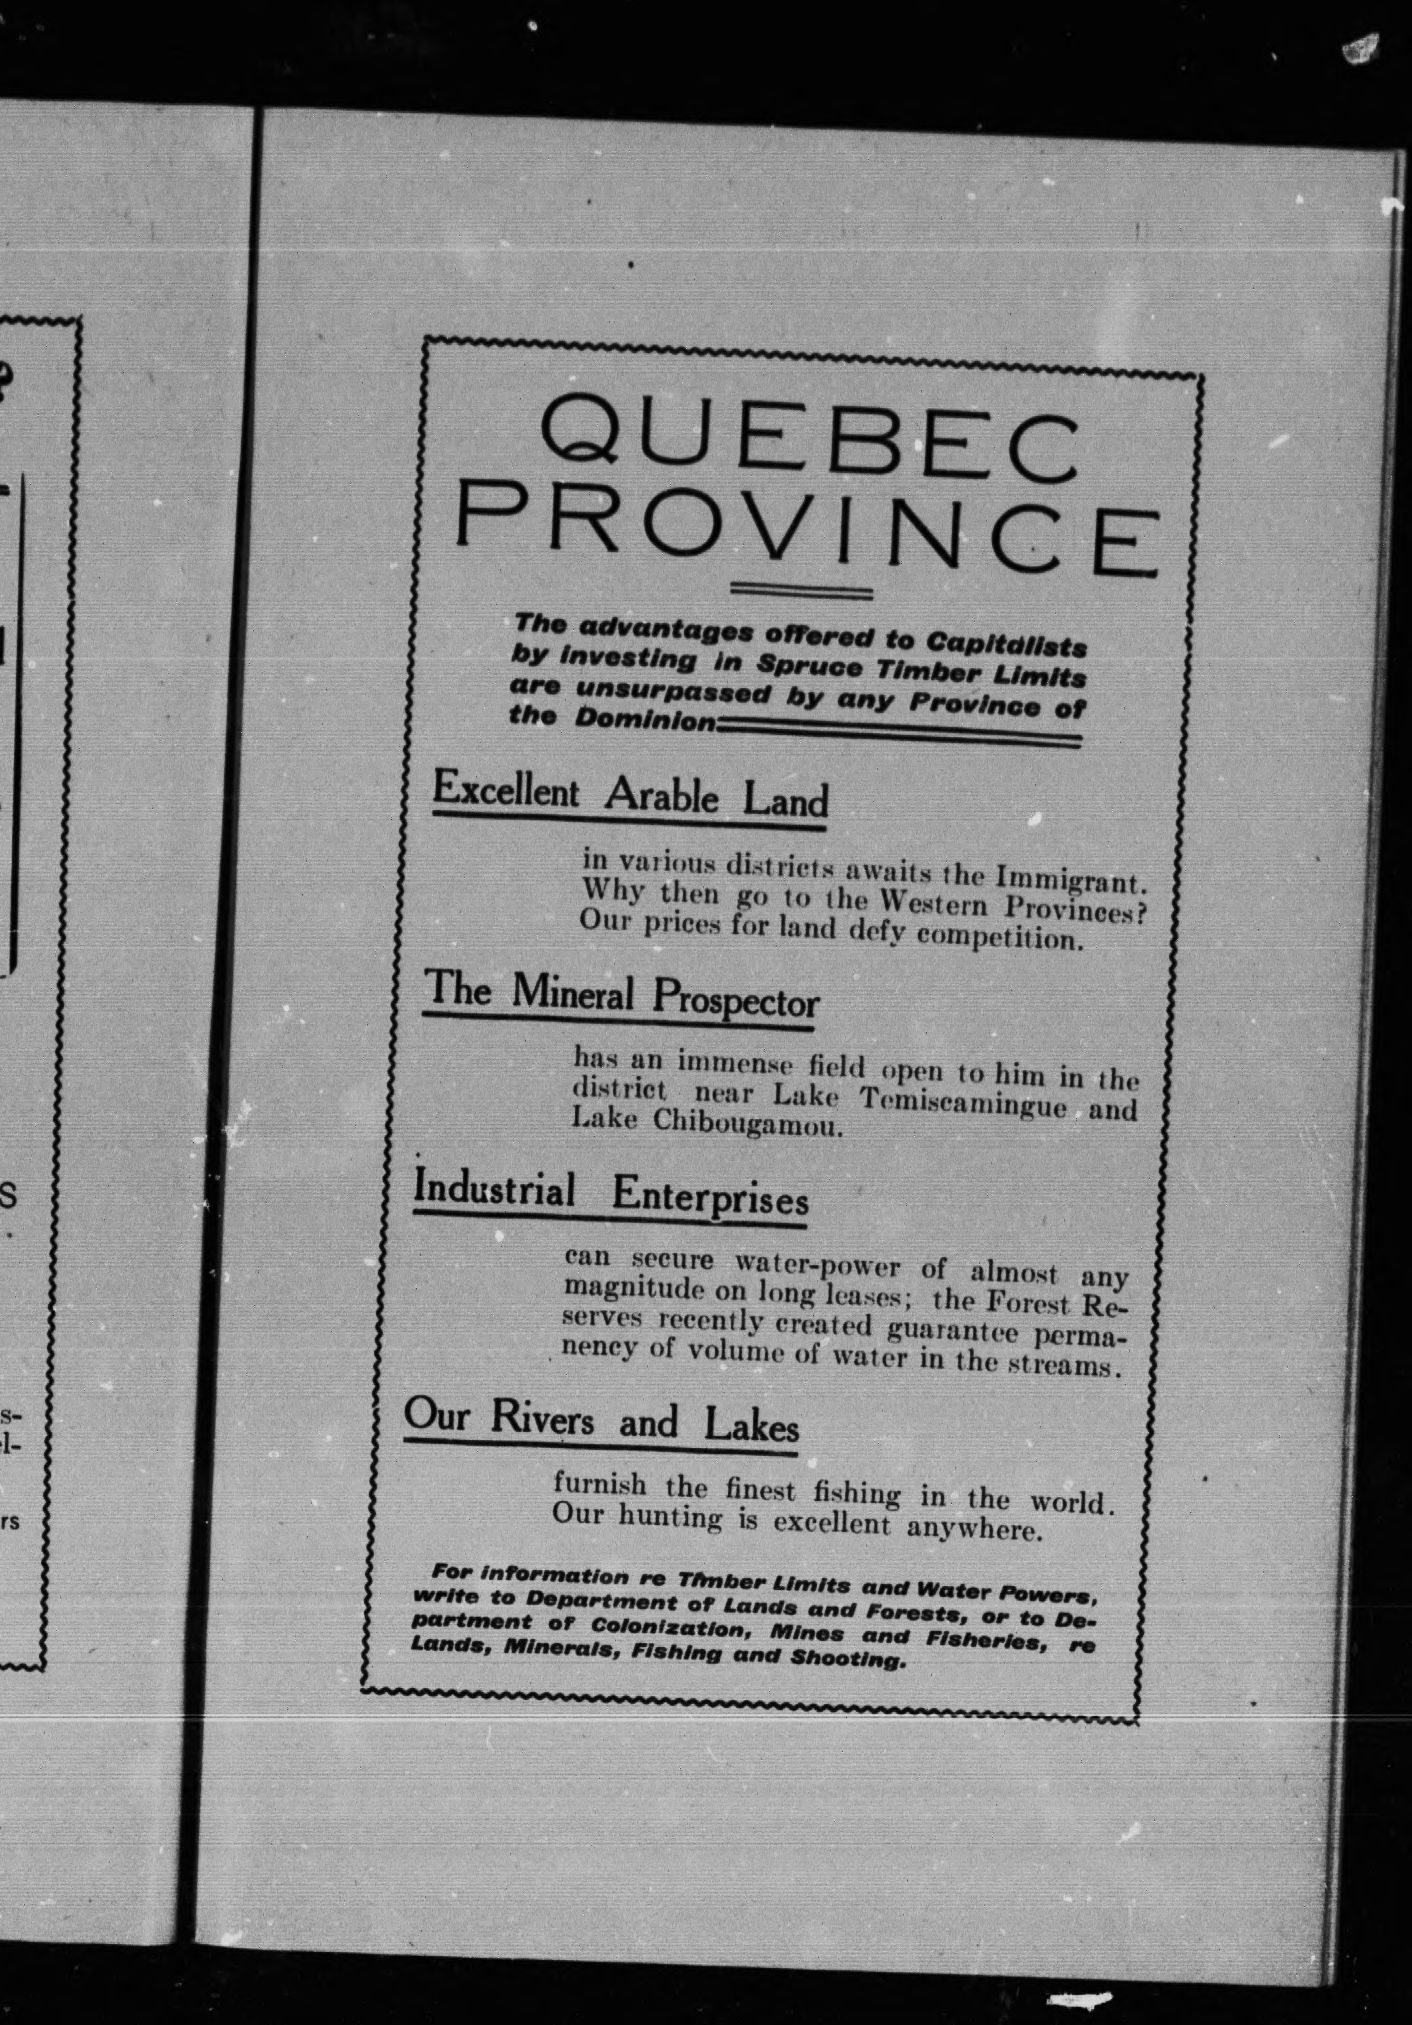 QUEBEC
PROVINCE
The advantages offered to Capitalists
by investing in Spruce Timber Limits
are unsurpassed by any Province of
the Dominion
Excellent Arable Land
in various districts awaits the Immigrant.
Why then go to the Western Provinces?
Our prices for land defy competition.
The Mineral Prospector
has an immense field open to him in the
district near Lake Temiscamingue and
Lake Chibougamou.
Industrial Enterprises
can secure water-power of almost any
magnitude on long leases; the Forest Re-
serves recently created guarantee perma-
nency of volume of water in the streams.
Our Rivers and Lakes
furnish the finest fishing in the world.
Our hunting is excellent anywhere.
For information re Timber Limits and Water Powers,
write to Department of Lands and Forests, or to De-
partment of Colonization, Mines and Fisheries, re
Lands, Minerals, Fishing and Shooting.